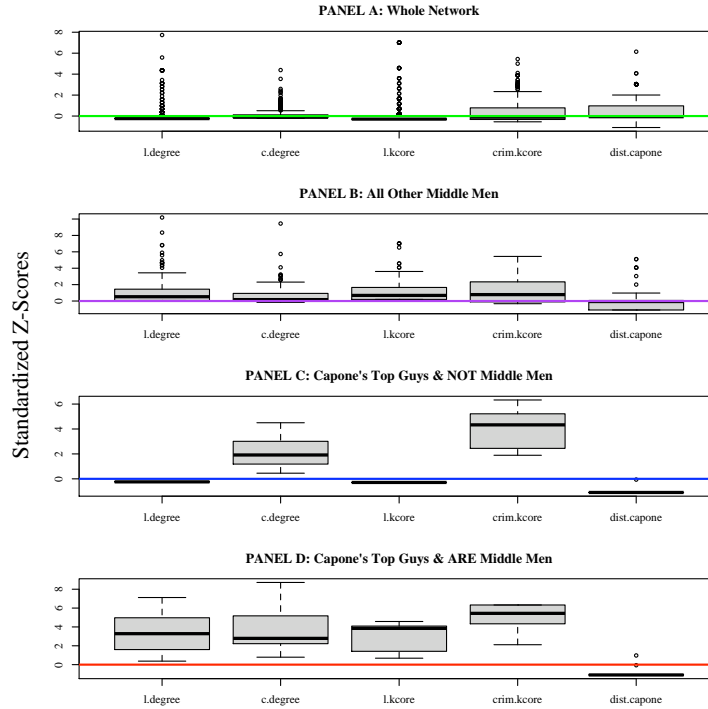 PANEL A: Whole Network
0 2 4 6 8
l.degree c.degree l.kcore crim.kcore dist.capone
PANEL B: All Other Middle Men
0 2 4 6 8
l.degree c.degree l.kcore crim.kcore dist.capone
Standardized Z-Scores
PANEL C: Capone's Top Guys & NOT Middle Men
0 2 4 6
l.degree c.degree l.kcore crim.kcore dist.capone
PANEL D: Capone's Top Guys & ARE Middle Men
0 2 4 6 8
l.degree c.degree l.kcore crim.kcore dist.capone